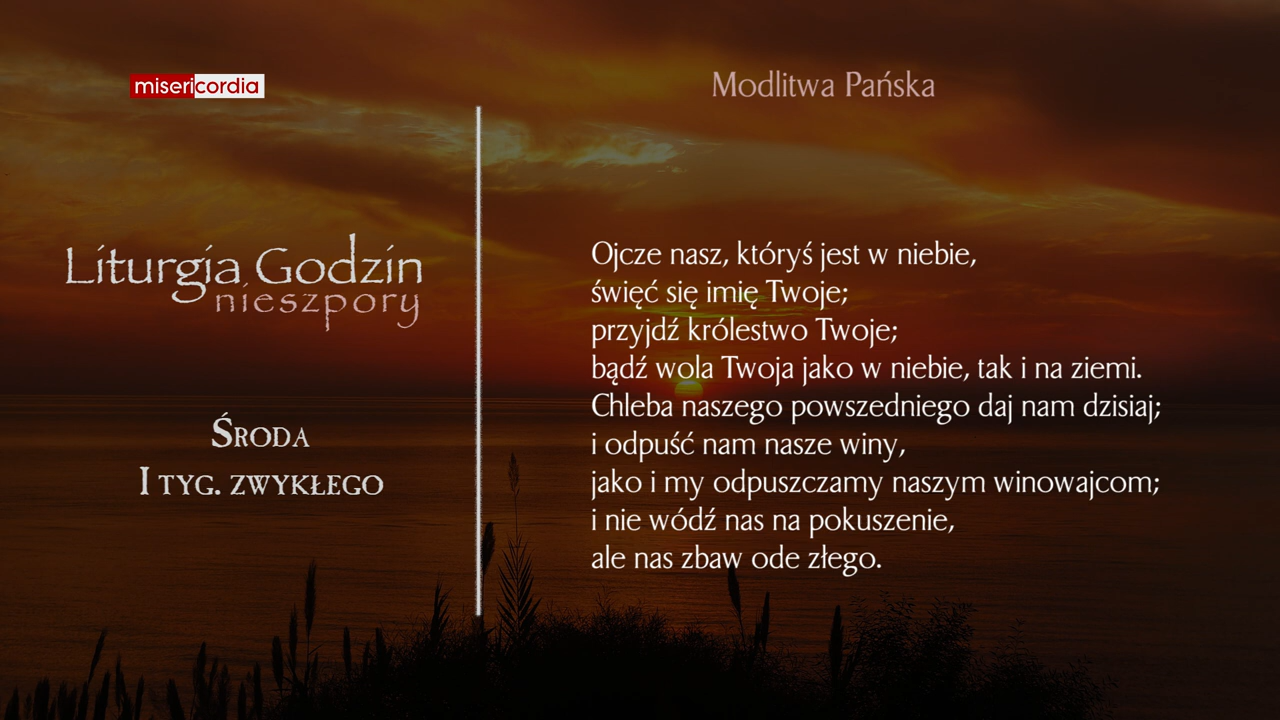 misericordia
Liturgia Godzin
nieszpory
Środa
I tyg. zwykłego
Modlitwa Pańska
Ojcze nasz, któryś jest w niebie,
święć się imię Twoje;
przyjdź królestwo Twoje;
bądź wola Twoja jako w niebie, tak i na ziemi.
Chleba naszego powszedniego daj nam dzisiaj;
i odpuść nam nasze winy,
jako i my odpuszczamy naszym winowajcom;
i nie wódź nas na pokuszenie,
ale nas zbaw ode złego.